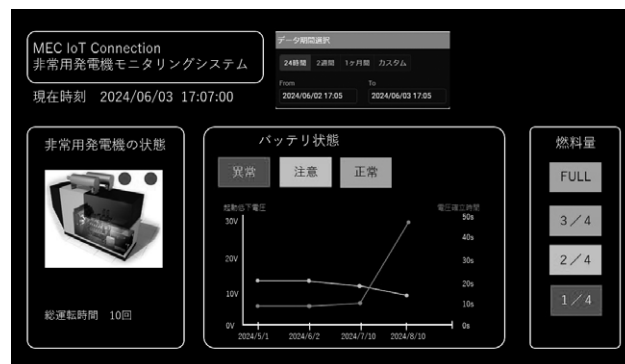 MEC IoT Connection
非常用発電機モニタリングシステム
現在時刻 2024/06/03 17:07:00
データ期間選択
24時間 2週間 1ヶ月間 カスタム
From To
2024/06/02 17:05 2024/06/03 17:05
非常用発電機の状態
総運転時間 10回
バッテリ状態
異常 注意 正常
起動低下電圧 電圧確立時間
30V 50s
40s
20V 30s
20s
10V 10s
0V 0s
2024/5/1 2024/6/2 2024/7/10 2024/8/10
燃料量
FULL
3/4
2/4
1/4